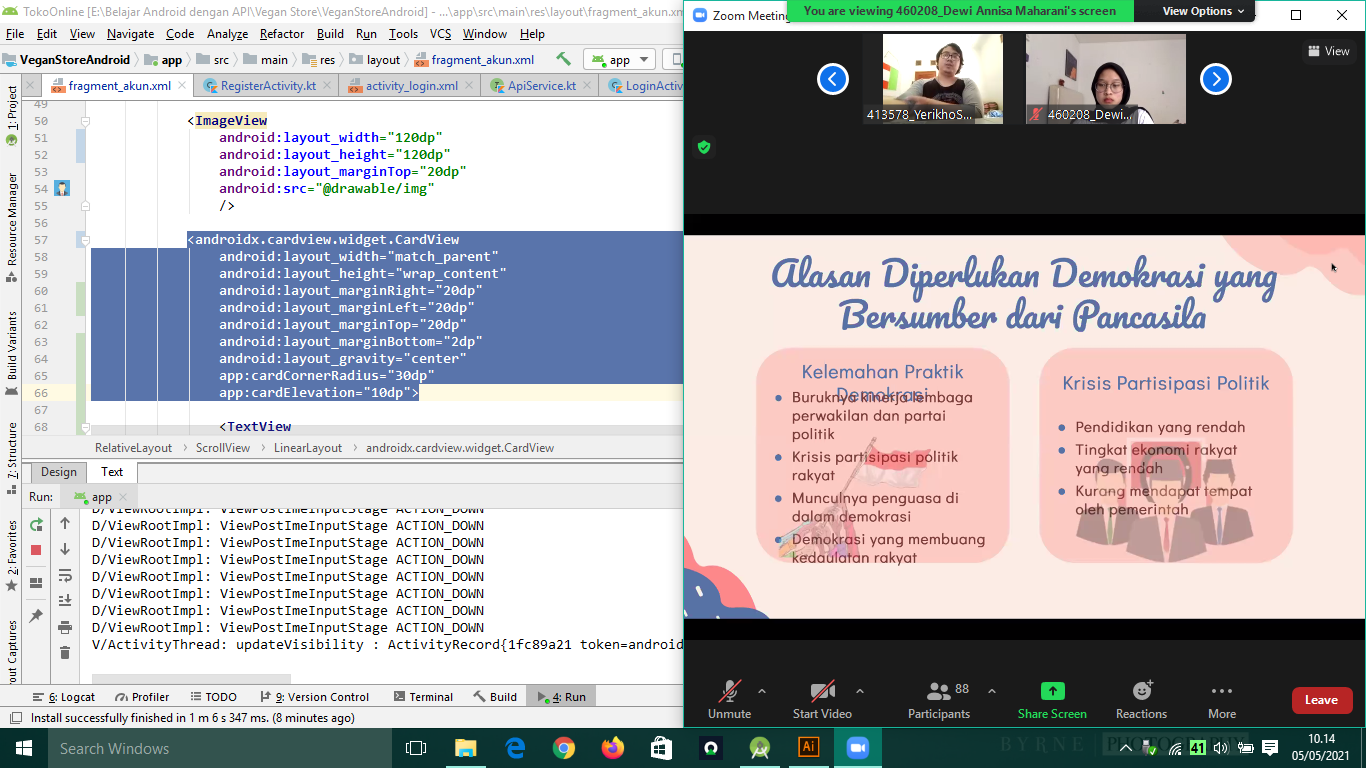 TokoOnline [E:\Belajar Android dengan API\Vegan Store\VeganStoreAndroid] - ...\app\src\main\res\layout\fragment_akun.xml
File Edit View Navigate Code Analyze Refactor Build Run Tools VCS Window Help
VeganStoreAndroid app src main res layout fragment_akun.xml app
fragment_akun.xml RegisterActivity.kt activity_login.xml ApiService.kt LoginActiv
1: Project
Resource Manager
Build Variants
7: Structure
2: Favorites
out Captures
49
50 <ImageView
51 android:layout_width="120dp"
52 android:layout_height="120dp"
53 android:layout_marginTop="20dp"
54 android:src="@drawable/img"
55 />
56
57 <androidx.cardview.widget.CardView
58 android:layout_width="match_parent"
59 android:layout_height="wrap_content"
60 android:layout_marginRight="20dp"
61 android:layout_marginLeft="20dp"
62 android:layout_marginTop="20dp"
63 android:layout_marginBottom="2dp"
64 android:layout_gravity="center"
65 app:cardCornerRadius="30dp"
66 app:cardElevation="10dp">
67
68 <TextView
RelativeLayout ScrollView LinearLayout androidx.cardview.widget.CardView
Design Text
Run: app
D/ViewRootImpl: ViewPostImeInputStage ACTION_DOWN
D/ViewRootImpl: ViewPostImeInputStage ACTION_DOWN
D/ViewRootImpl: ViewPostImeInputStage ACTION_DOWN
D/ViewRootImpl: ViewPostImeInputStage ACTION_DOWN
D/ViewRootImpl: ViewPostImeInputStage ACTION_DOWN
D/ViewRootImpl: ViewPostImeInputStage ACTION_DOWN
D/ViewRootImpl: ViewPostImeInputStage ACTION_DOWN
D/ViewRootImpl: ViewPostImeInputStage ACTION_DOWN
V/ActivityThread: updateVisibility : ActivityRecord{1fc89a21 token=android
6: Logcat Profiler TODO 9: Version Control Terminal Build 4: Run
Install successfully finished in 1 m 6 s 347 ms. (8 minutes ago)
Zoom Meeting
You are viewing 460208_Dewi Annisa Maharani's screen
View Options
View
413578_YerikhoS...
460208_Dewi...
Alasan Diperlukan Demokrasi yang
Bersumber dari Pancasila
Kelemahan Praktik
Demokrasi
Buruknya kinerja lembaga
perwakilan dan partai
politik
Krisis partisipasi politik
rakyat
Munculnya penguasa di
dalam demokrasi
Demokrasi yang membuang
kedaulatan rakyat
Krisis Partisipasi Politik
Pendidikan yang rendah
Tingkat ekonomi rakyat
yang rendah
Kurang mendapat tempat
oleh pemerintah
88
Unmute Start Video Participants Share Screen Reactions More Leave
Search Windows
Ai
BYRNE PHOTOGRAPHY
41
10.14
05/05/2021